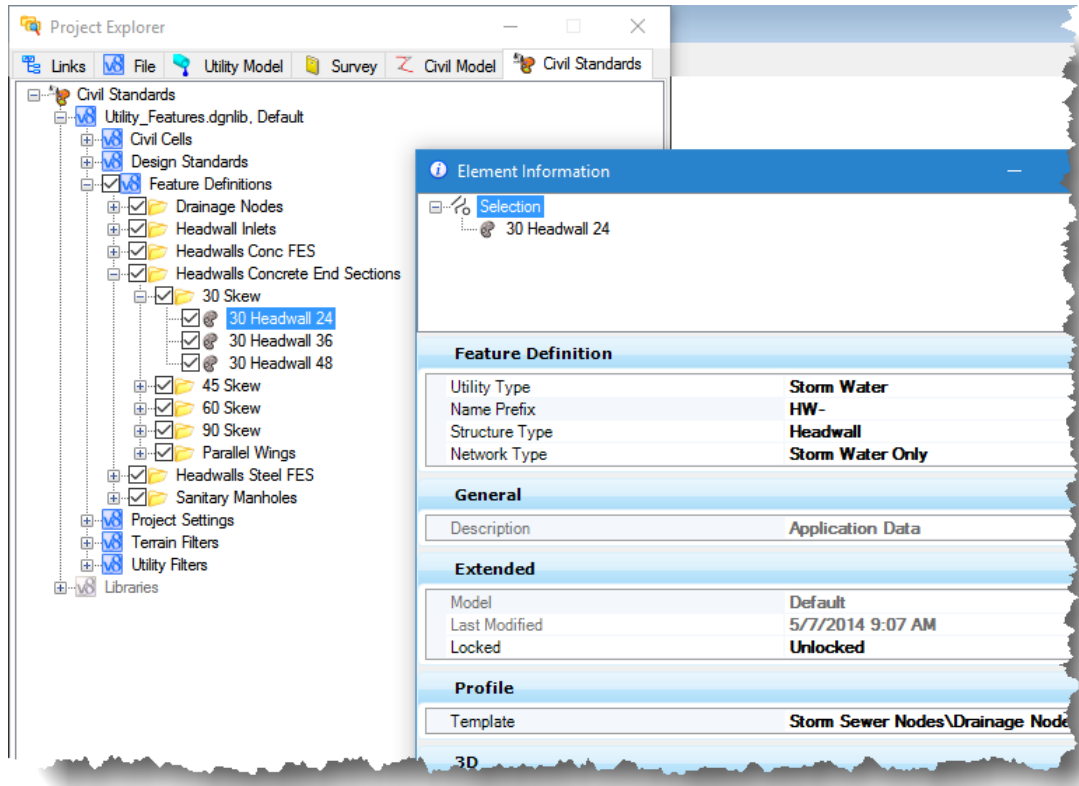 Project Explorer
Links File Utility Model Survey Civil Model Civil Standards
Civil Standards
Utility_Features.dgnlib, Default
Civil Cells
Design Standards
Feature Definitions
Drainage Nodes
Headwall Inlets
Headwalls Conc FES
Headwalls Concrete End Sections
30 Skew
30 Headwall 24
30 Headwall 36
30 Headwall 48
45 Skew
60 Skew
90 Skew
Parallel Wings
Headwalls Steel FES
Sanitary Manholes
Project Settings
Terrain Filters
Utility Filters
Libraries
Element Information
Selection
30 Headwall 24
Feature Definition
Utility Type Storm Water
Name Prefix HW-
Structure Type Headwall
Network Type Storm Water Only
General
Description Application Data
Extended
Model Default
Last Modified 5/7/2014 9:07 AM
Locked Unlocked
Profile
Template Storm Sewer Nodes\Drainage Node
3D